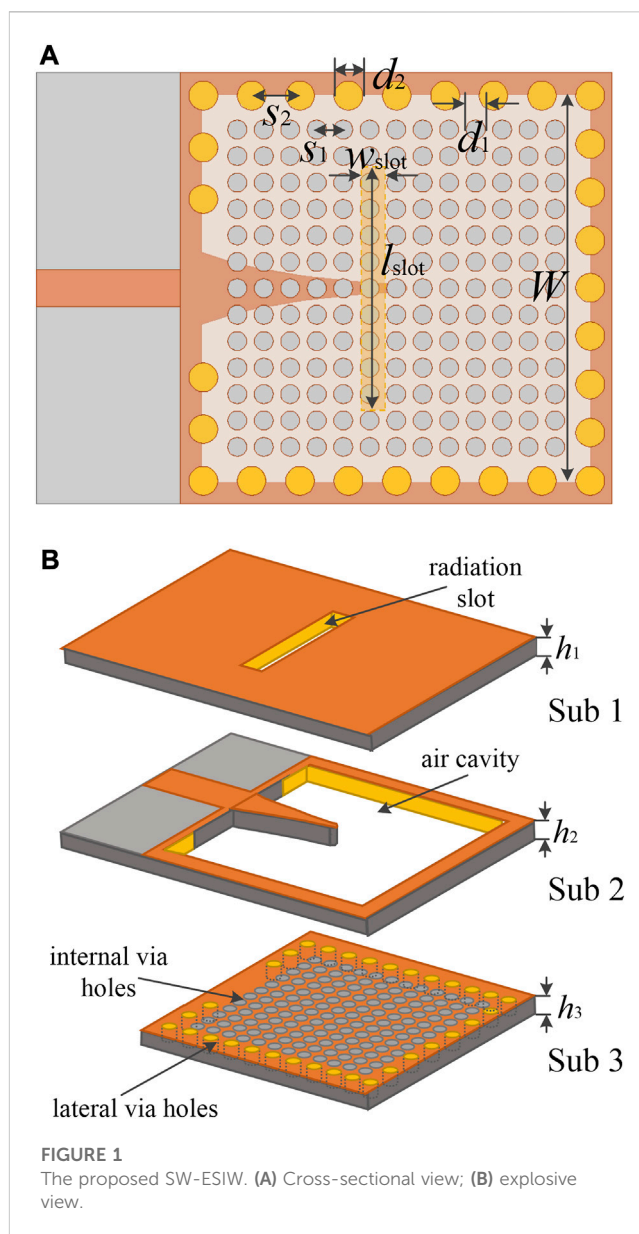 A
d₂
s₂
d₁
s₁
wslot
lslot
W
B
radiation
slot
h₁
Sub 1
air cavity
h₂
Sub 2
internal via
holes
h₃
Sub 3
lateral via holes
FIGURE 1
The proposed SW-ESIW. (A) Cross-sectional view; (B) explosive
view.